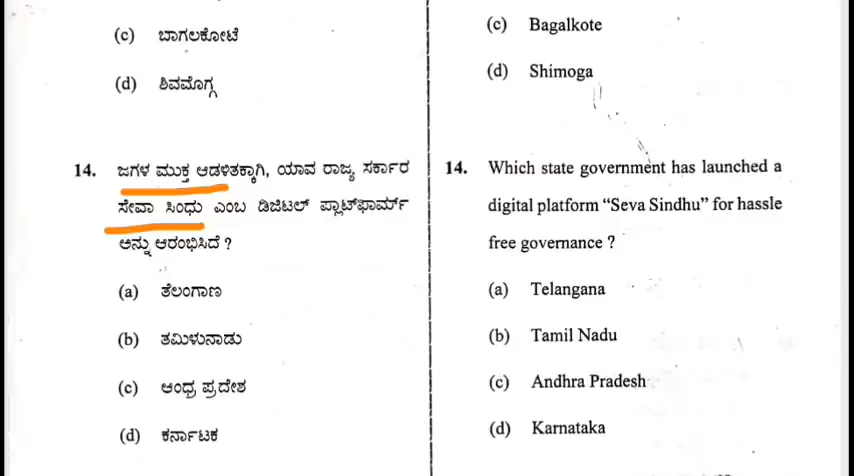 (c) ಬಾಗಲಕೋಟೆ
(d) ಶಿವಮೊಗ್ಗ
14. ಜಗಳ ಮುಕ್ತ ಆಡಳಿತಕ್ಕಾಗಿ, ಯಾವ ರಾಜ್ಯ ಸರ್ಕಾರ
ಸೇವಾ ಸಿಂಧು ಎಂಬ ಡಿಜಿಟಲ್ ಪ್ಲಾಟ್‌ಫಾರ್ಮ್
ಅನ್ನು ಆರಂಭಿಸಿದೆ ?
(a) ತೆಲಂಗಾಣ
(b) ತಮಿಳುನಾಡು
(c) ಆಂಧ್ರ ಪ್ರದೇಶ
(d) ಕರ್ನಾಟಕ
(c) Bagalkote
(d) Shimoga
14. Which state government has launched a
digital platform “Seva Sindhu” for hassle
free governance ?
(a) Telangana
(b) Tamil Nadu
(c) Andhra Pradesh
(d) Karnataka